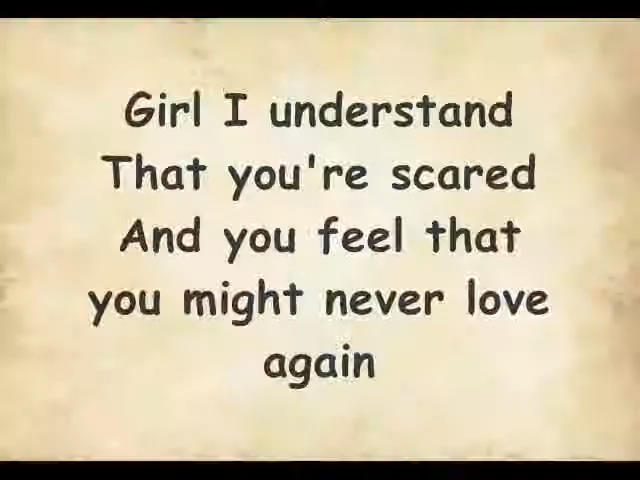 Girl I understand
That you're scared
And you feel that
you might never love
again